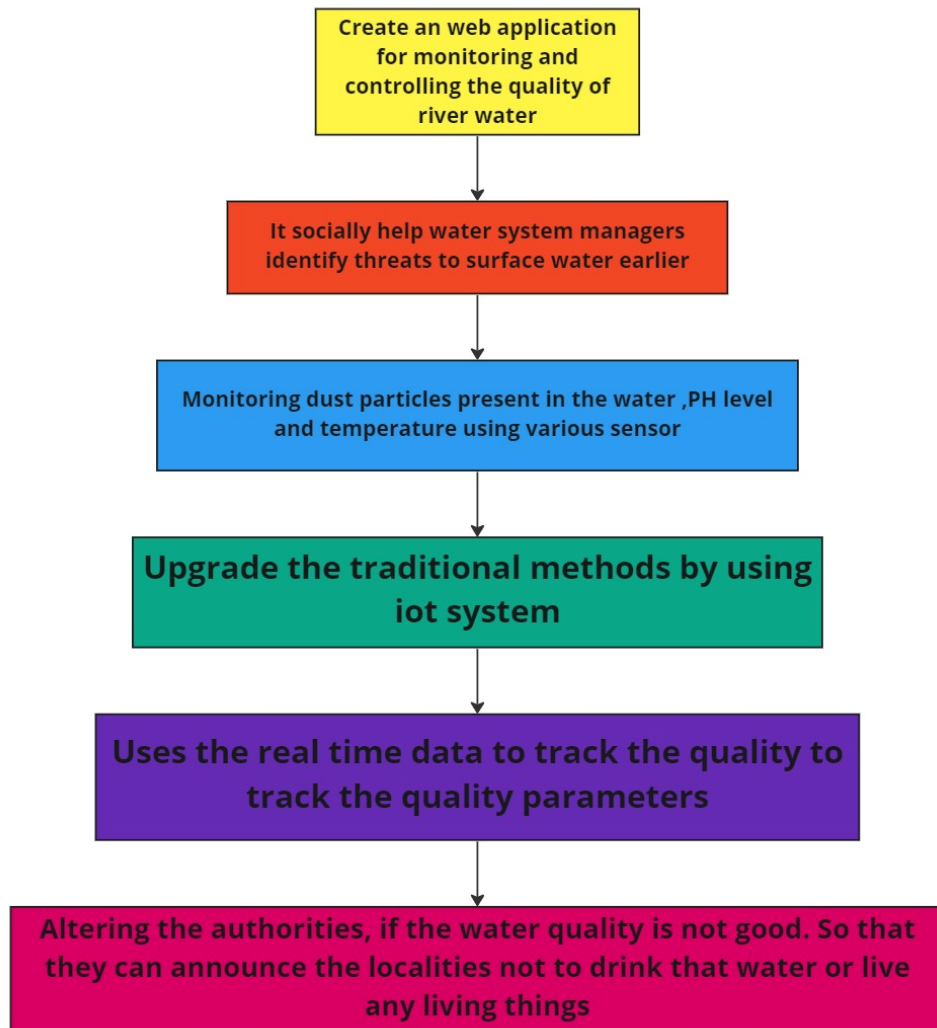 Create an web application
for monitoring and
controlling the quality of
river water
It socially help water system managers
identify threats to surface water earlier
Monitoring dust particles present in the water ,PH level
and temperature using various sensor
Upgrade the traditional methods by using
iot system
Uses the real time data to track the quality to
track the quality parameters
Altering the authorities, if the water quality is not good. So that
they can announce the localities not to drink that water or live
any living things